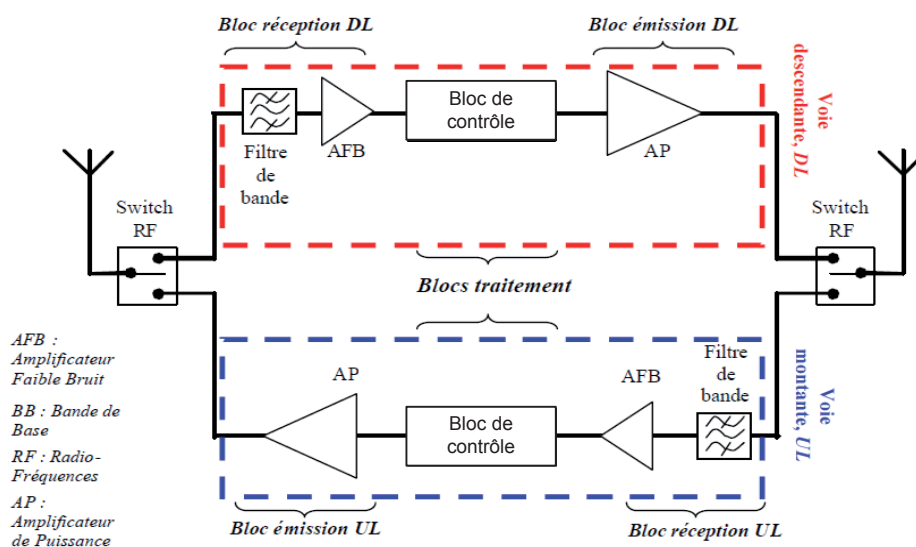 Bloc réception DL
Bloc émission DL
Filtre
de
bande
AFB
Bloc de
contrôle
AP
Voie
descendante, DL
Switch
RF
Switch
RF
Blocs traitement
AFB :
Amplificateur
Faible Bruit
BB : Bande de
Base
RF : Radio-
Fréquences
AP :
Amplificateur
de Puissance
AP
Bloc de
contrôle
AFB
Filtre
de
bande
Voie
montante, UL
Bloc émission UL
Bloc réception UL